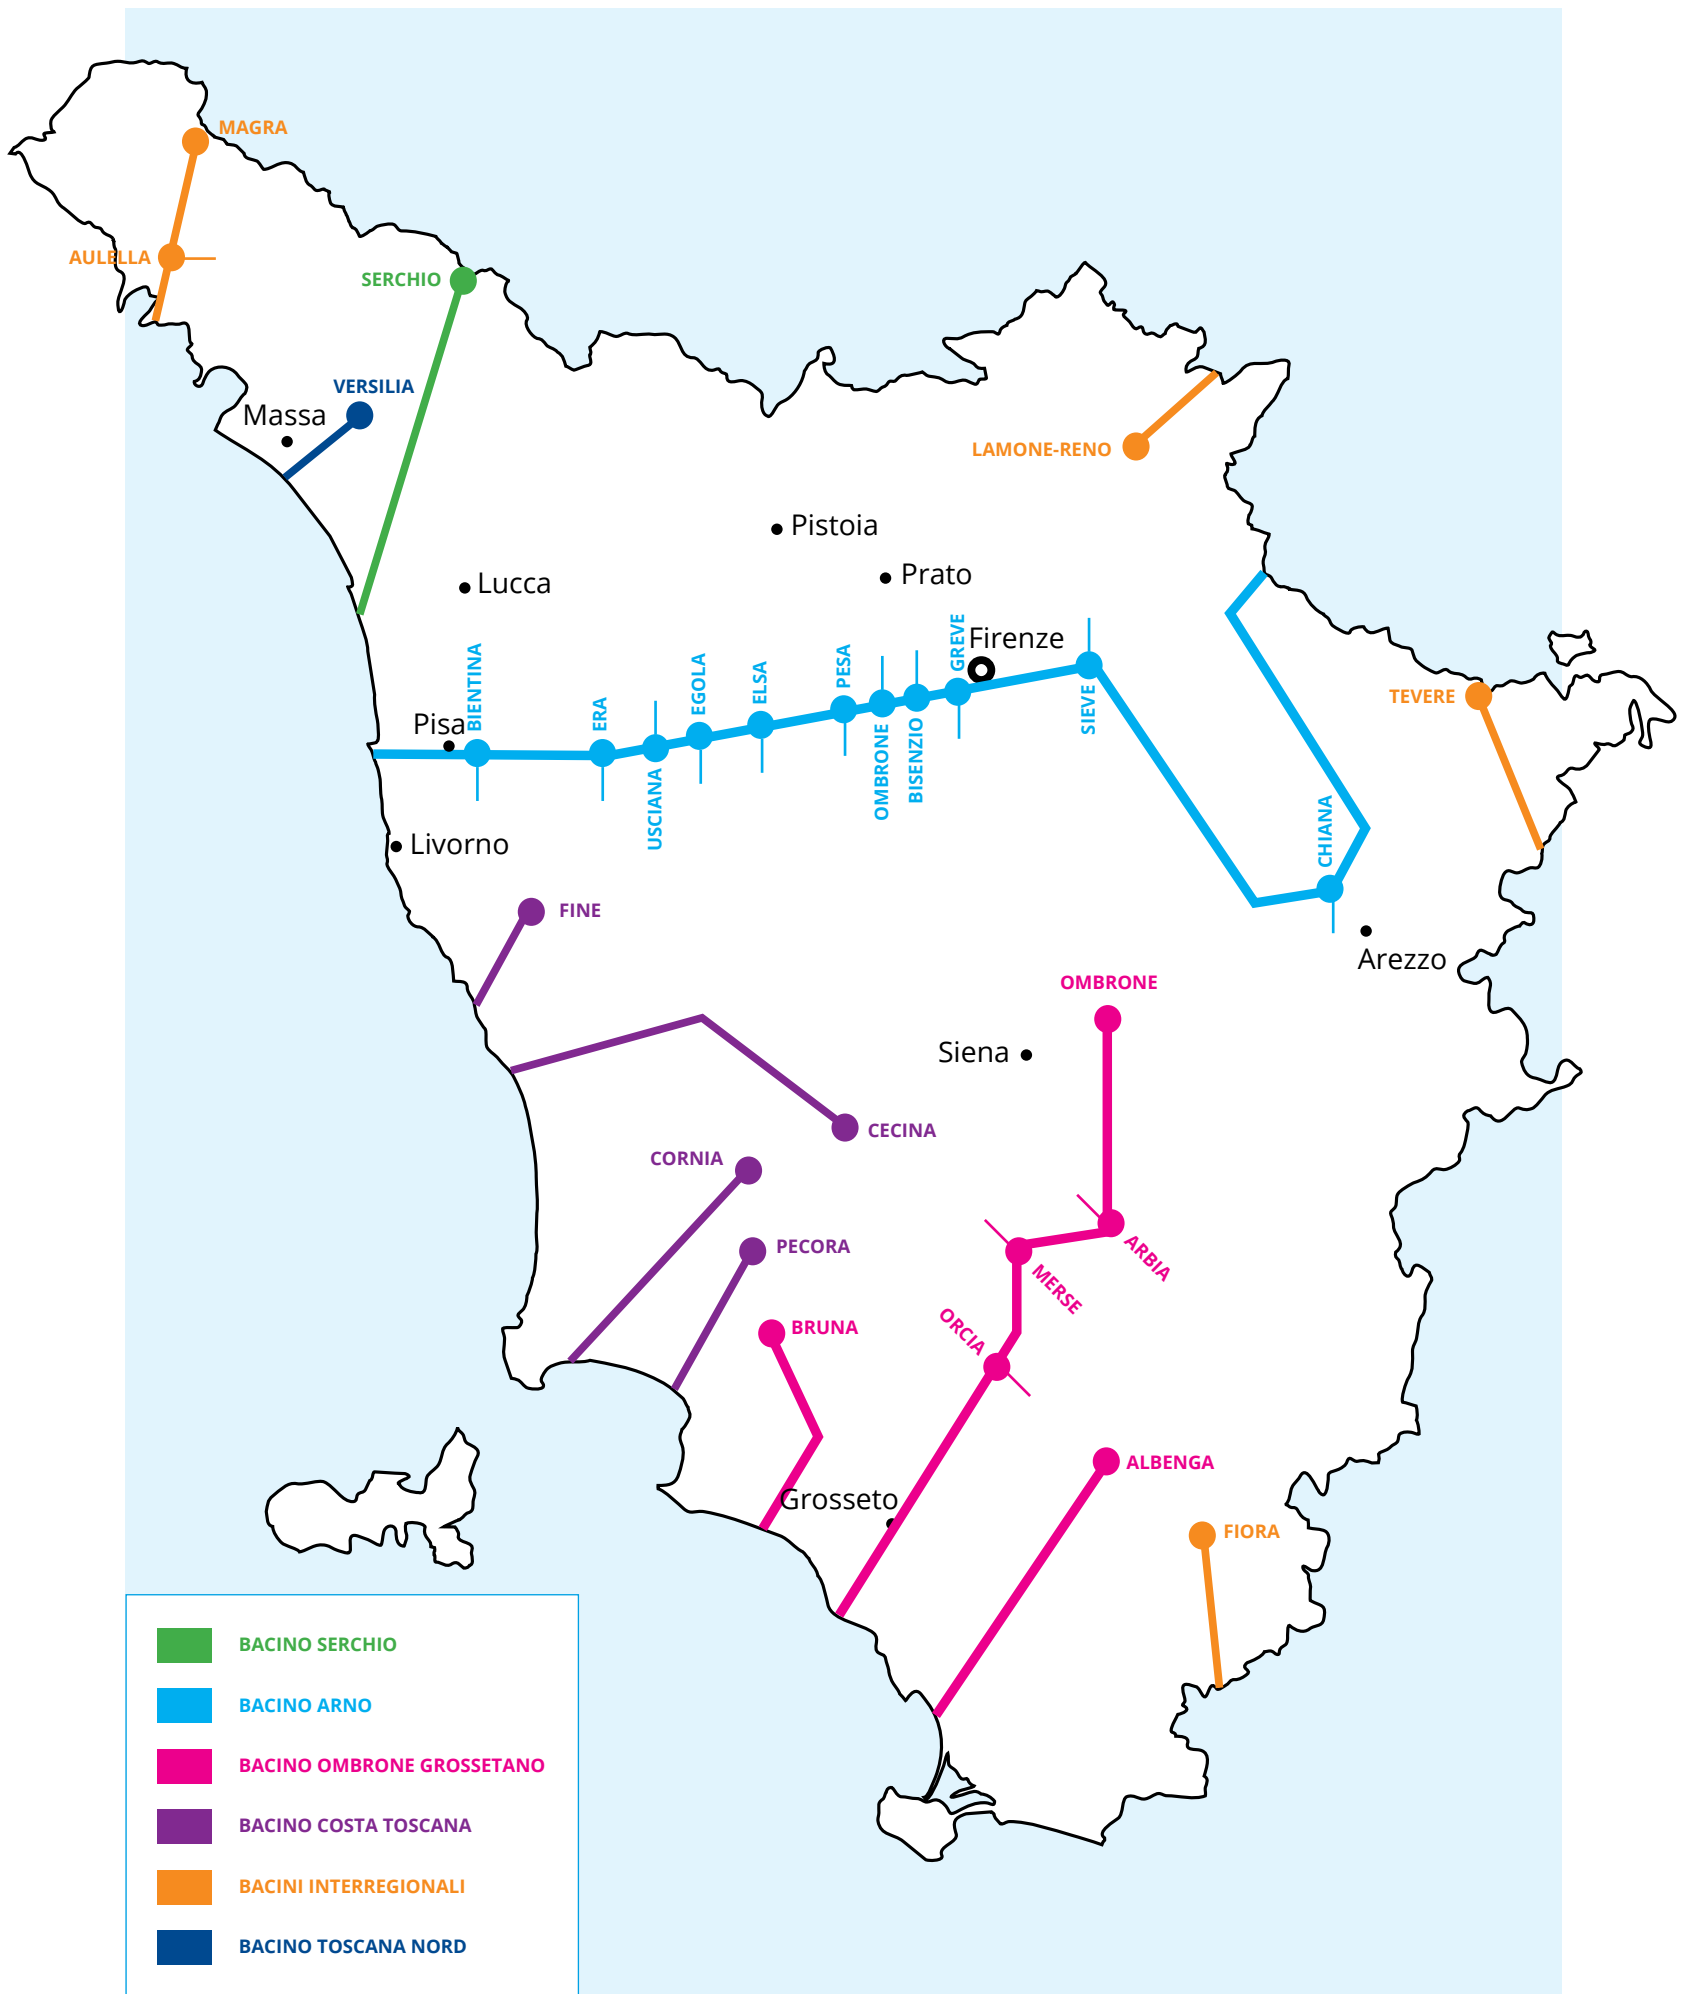 MAGRA
AULELLA
SERCHIO
VERSILIA
Massa
LAMONE-RENO
Pistoia
Prato
Lucca
Firenze
GREVE
BIENTINA
EGOLA
ELSA
PESA
ERA
Pisa
SIEVE
TEVERE
USCIANA
OMBRONE
BISENZIO
CHIANA
Livorno
FINE
Arezzo
OMBRONE
Siena
CECINA
CORNIA
PECORA
ARBIA
MERSE
ORCIA
BRUNA
ALBENGA
Grosseto
FIORA
BACINO SERCHIO
BACINO ARNO
BACINO OMBRONE GROSSETANO
BACINO COSTA TOSCANA
BACINI INTERREGIONALI
BACINO TOSCANA NORD